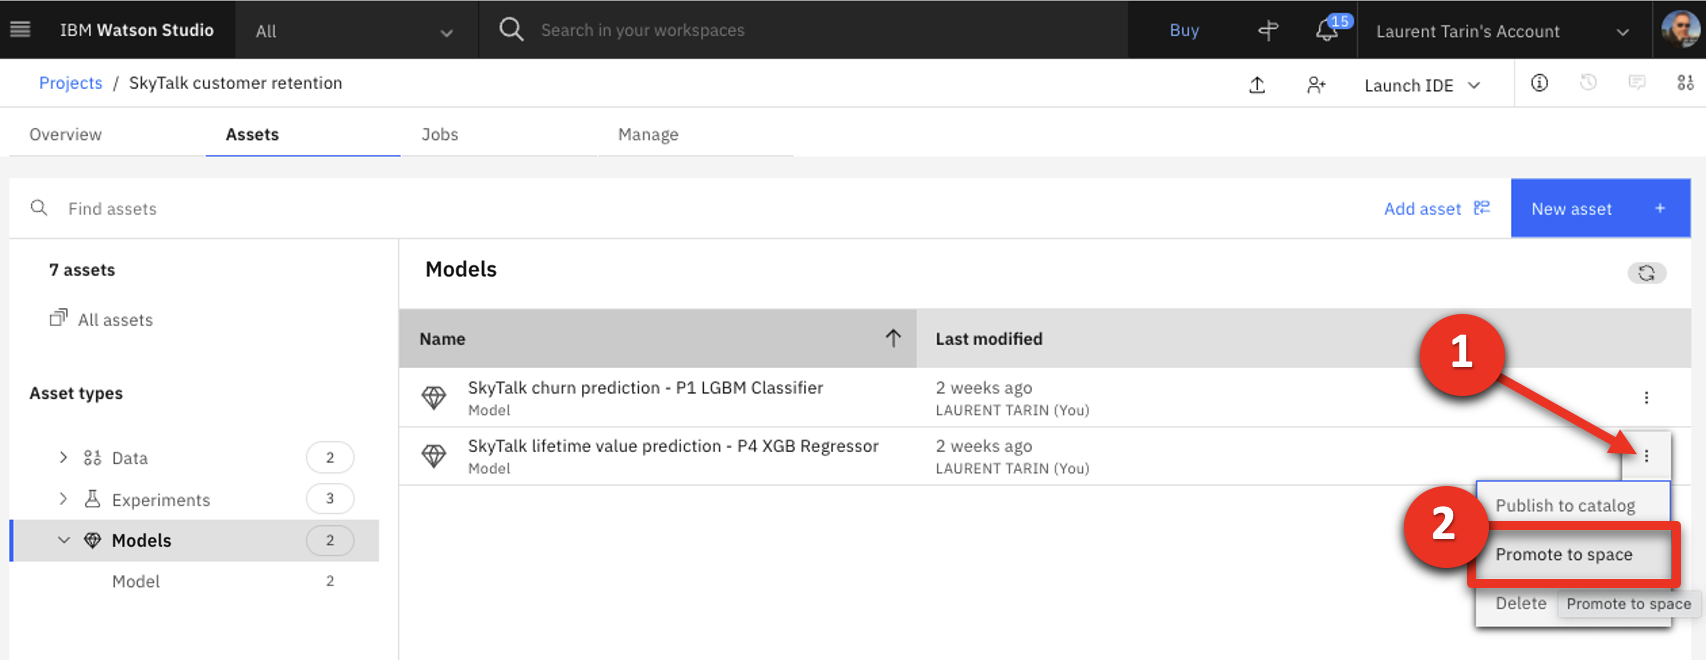 IBM Watson Studio All Search in your workspaces Buy 15 Laurent Tarin's Account
Projects / SkyTalk customer retention Launch IDE
Overview Assets Jobs Manage
Find assets Add asset New asset +
7 assets
All assets
Asset types
Data 2
Experiments 3
Models 2
Model 2
Models
Name Last modified
SkyTalk churn prediction - P1 LGBM Classifier 2 weeks ago
Model LAURENT TARIN (You)
SkyTalk lifetime value prediction - P4 XGB Regressor 2 weeks ago
Model LAURENT TARIN (You)
1
Publish to catalog
2
Promote to space
Delete Promote to space